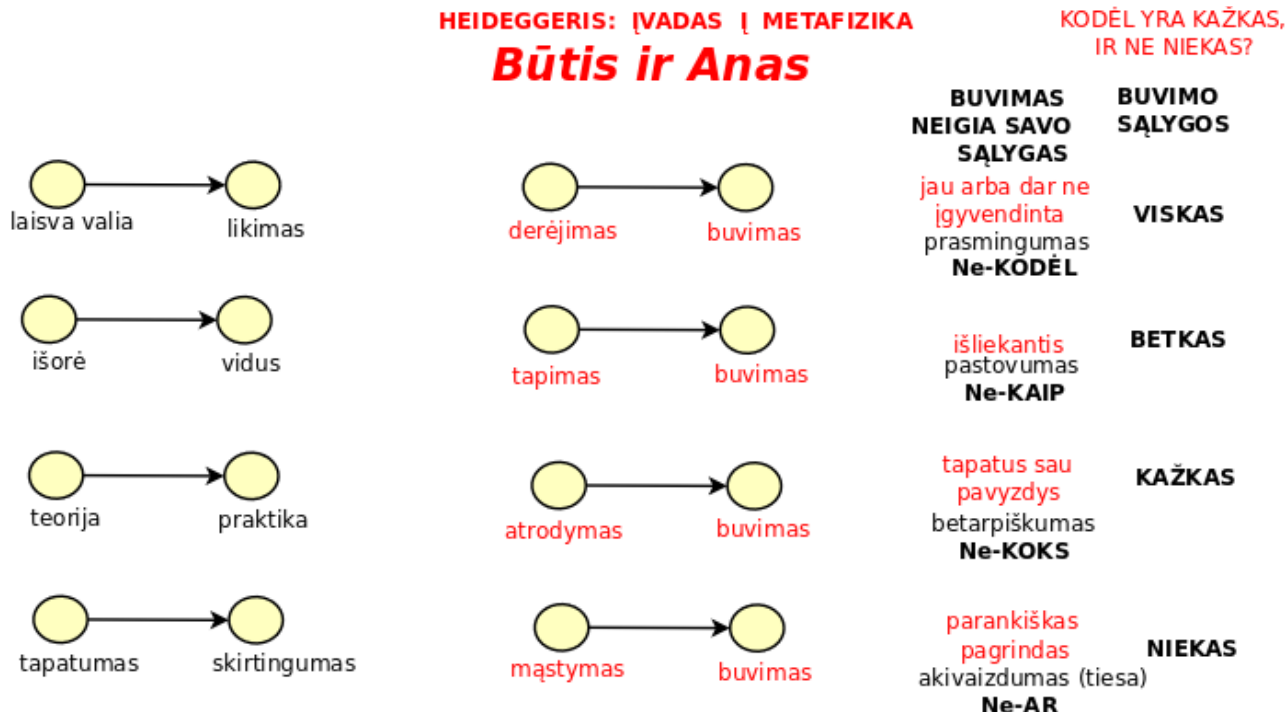 HEIDEGGERIS: ĮVADAS Į METAFIZIKA
Būtis ir Anas
KODĖL YRA KAŽKAS,
IR NE NIEKAS?
BUVIMAS
NEIGIA SAVO
SĄLYGAS
BUVIMO
SĄLYGOS
laisva valia
likimas
derėjimas
buvimas
jau arba dar ne
įgyvendinta
prasmingumas
Ne-KODĖL
VISKAS
išorė
vidus
tapimas
buvimas
išliekantis
pastovumas
Ne-KAIP
BETKAS
teorija
praktika
atrodymas
buvimas
tapatus sau
pavyzdys
betarpiškumas
Ne-KOKS
KAŽKAS
tapatumas
skirtingumas
mąstymas
buvimas
parankiškas
pagrindas
akivaizdumas (tiesa)
Ne-AR
NIEKAS